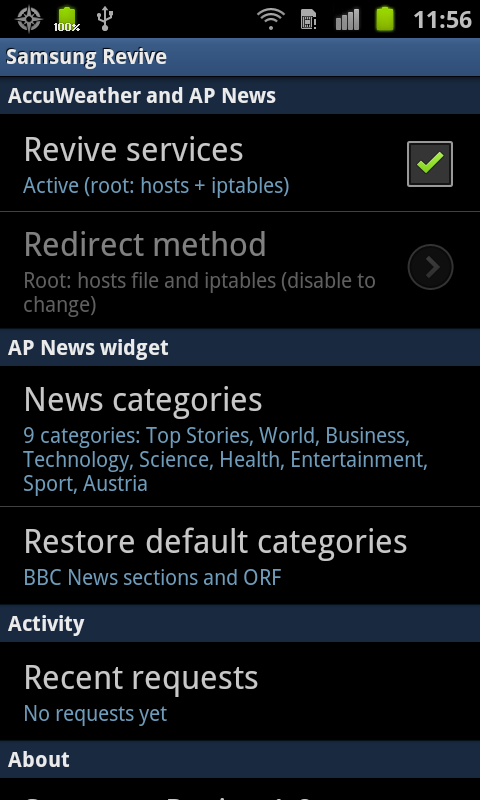 100%
11:56
Samsung Revive
AccuWeather and AP News
Revive services
Active (root: hosts + iptables)
Redirect method
Root: hosts file and iptables (disable to
change)
AP News widget
News categories
9 categories: Top Stories, World, Business,
Technology, Science, Health, Entertainment,
Sport, Austria
Restore default categories
BBC News sections and ORF
Activity
Recent requests
No requests yet
About